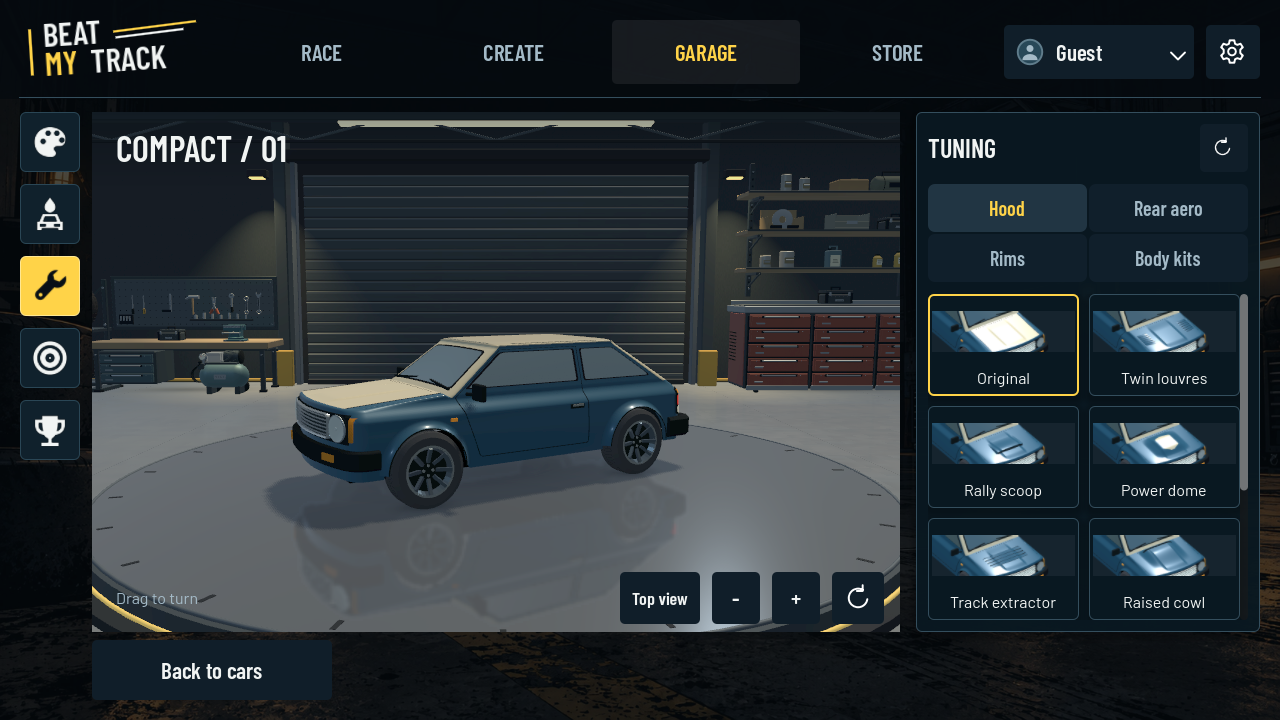 BEAT
MY TRACK
RACE
CREATE
GARAGE
STORE
Guest
COMPACT / 01
TUNING
Hood
Rear aero
Rims
Body kits
Original
Twin louvres
Rally scoop
Power dome
Track extractor
Raised cowl
Drag to turn
Top view
-
+
Back to cars